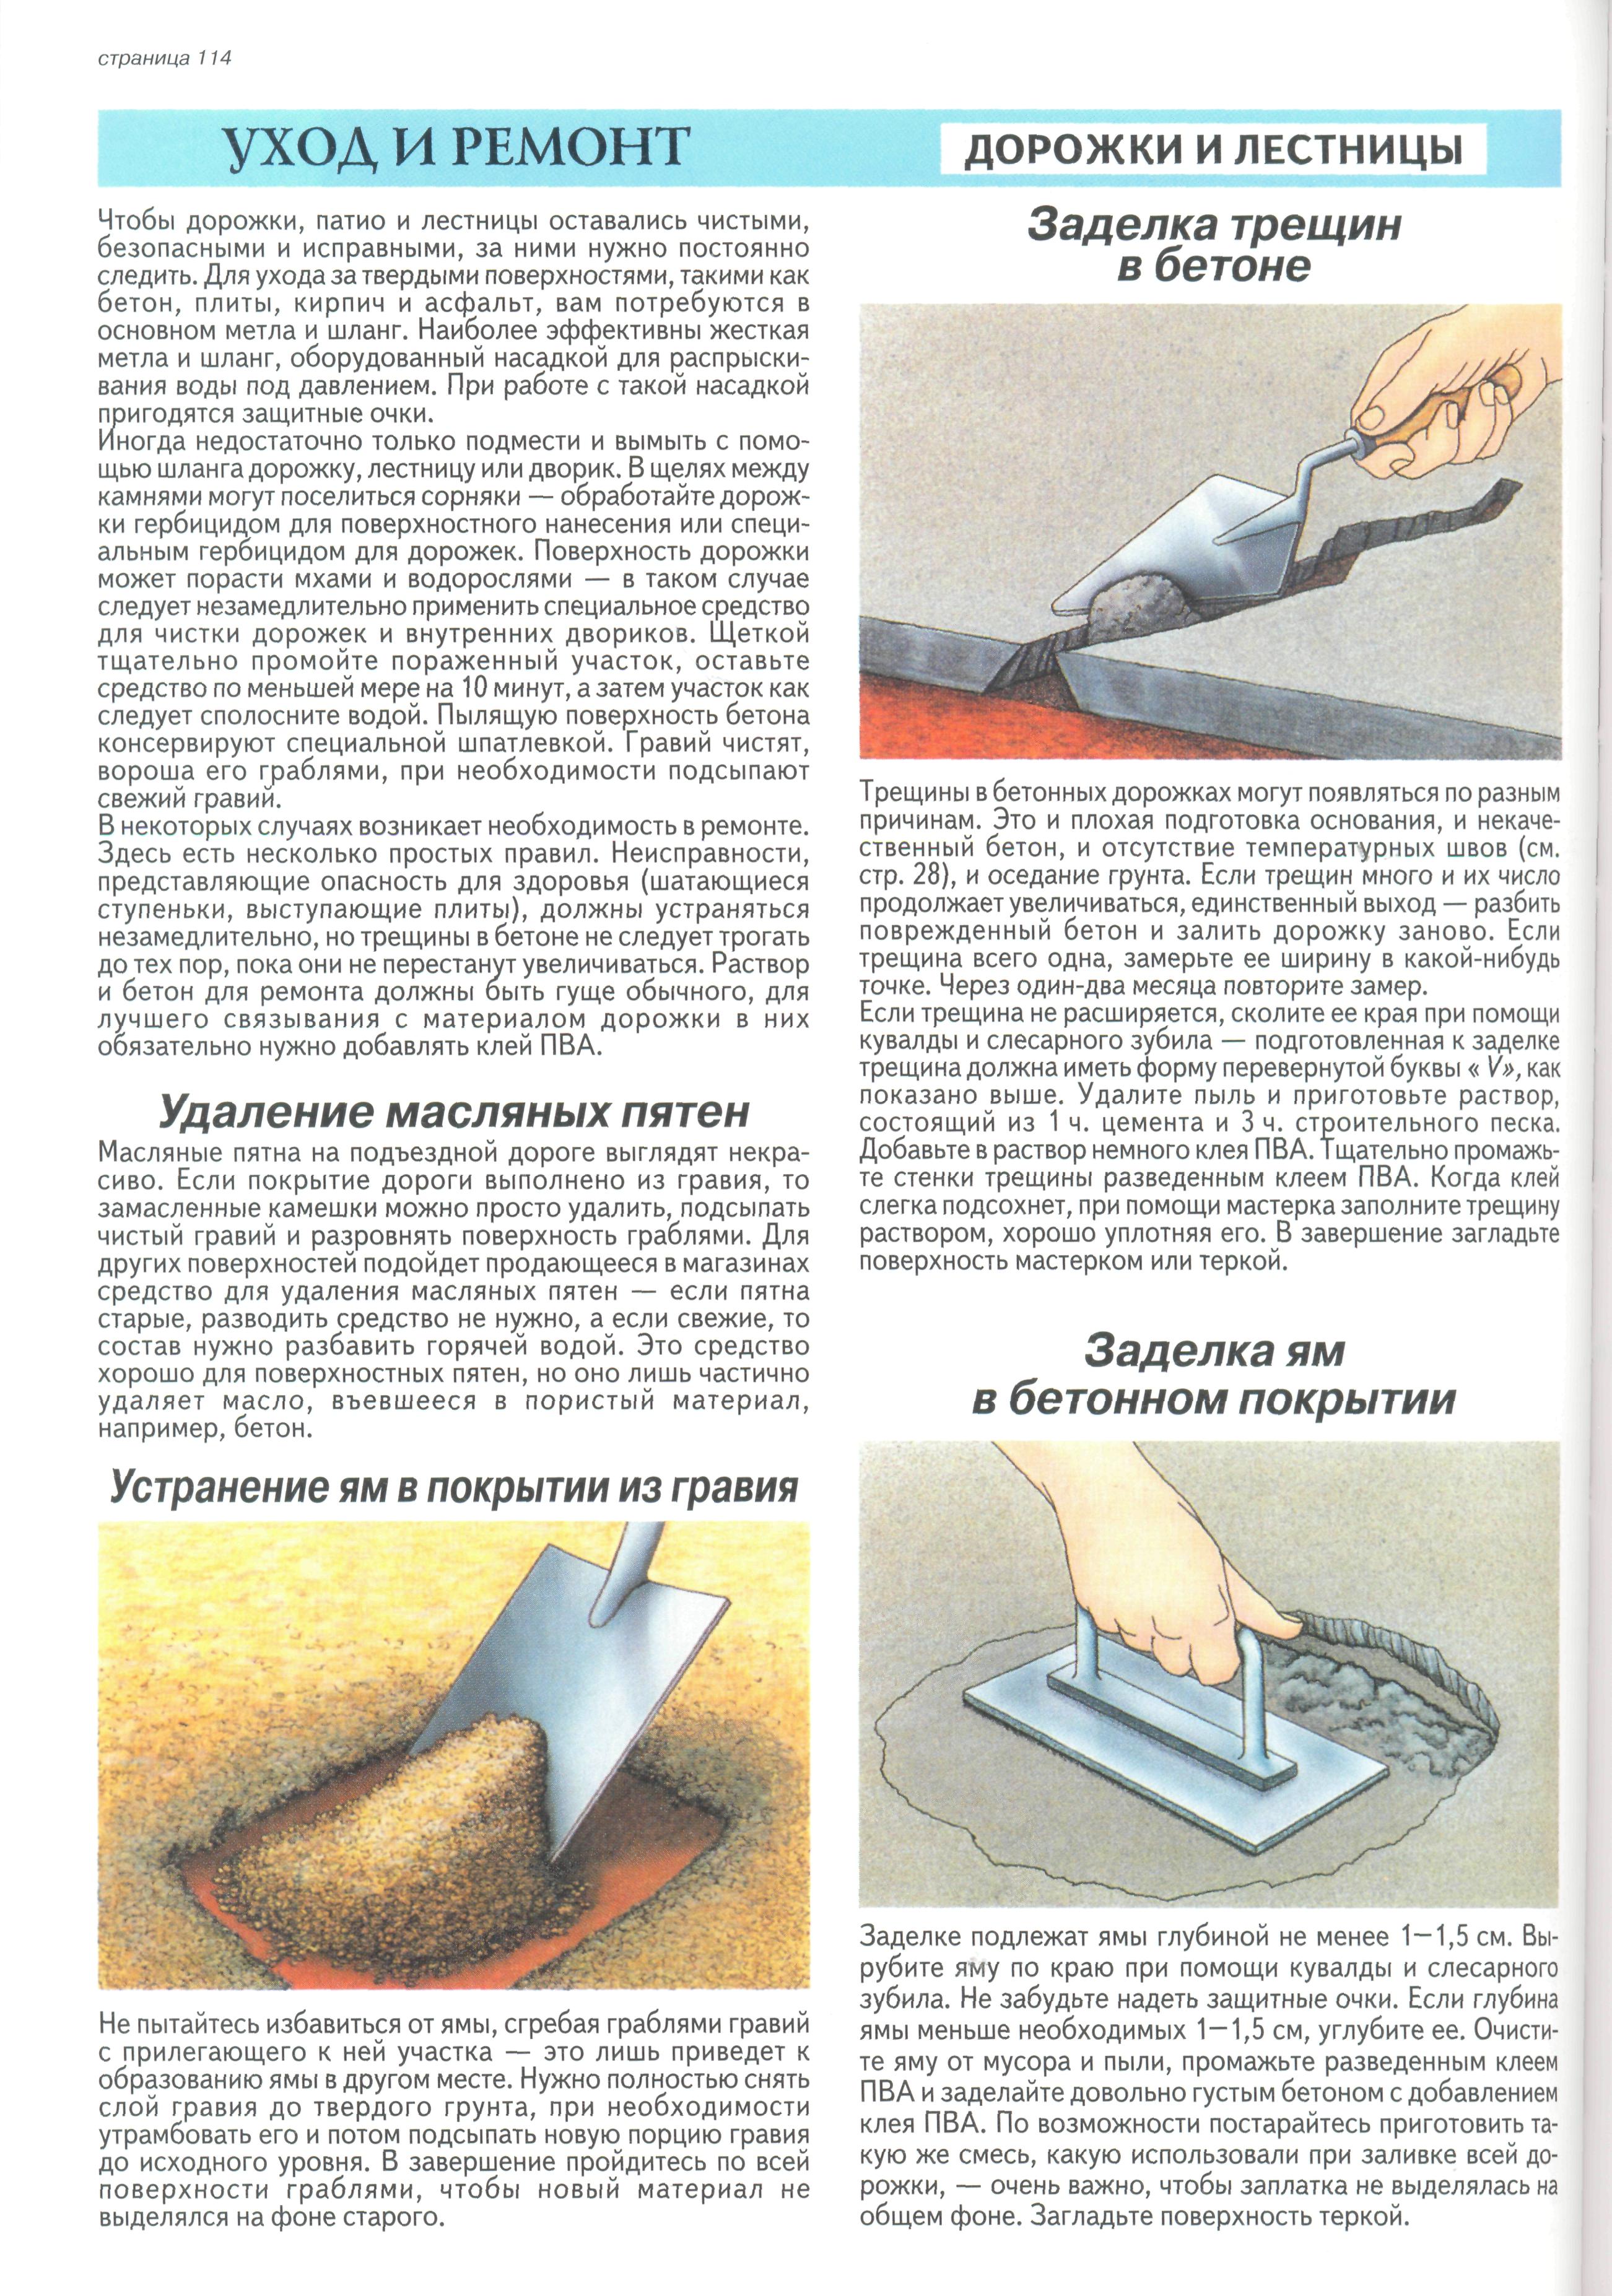 страница 114
УХОД И РЕМОНТ
ДОРОЖКИ И ЛЕСТНИЦЫ
Чтобы дорожки, патио и лестницы оставались чистыми,
безопасными и исправными, за ними нужно постоянно
следить. Для ухода за твердыми поверхностями, такими как
бетон, плиты, кирпич и асфальт, вам потребуются в
основном метла и шланг. Наиболее эффективны жесткая
метла и шланг, оборудованный насадкой для распрыски-
вания воды под давлением. При работе с такой насадкой
пригодятся защитные очки.
Иногда недостаточно только подмести и вымыть с помо-
щью шланга дорожку, лестницу или дворик. В щелях между
камнями могут поселиться сорняки — обработайте дорож-
ки гербицидом для поверхностного нанесения или специ-
альным гербицидом для дорожек. Поверхность дорожки
может порасти мхами и водорослями — в таком случае
следует незамедлительно применить специальное средство
для чистки дорожек и внутренних двориков. Щеткой
тщательно промойте пораженный участок, оставьте
средство по меньшей мере на 10 минут, а затем участок как
следует сполосните водой. Пылящую поверхность бетона
консервируют специальной шпатлевкой. Гравий чистят,
вороша его граблями, при необходимости подсыпают
свежий гравий.
В некоторых случаях возникает необходимость в ремонте.
Здесь есть несколько простых правил. Неисправности,
представляющие опасность для здоровья (шатающиеся
ступеньки, выступающие плиты), должны устраняться
незамедлительно, но трещины в бетоне не следует трогать
до тех пор, пока они не перестанут увеличиваться. Раствор
и бетон для ремонта должны быть гуще обычного, для
лучшего связывания с материалом дорожки в них
обязательно нужно добавлять клей ПВА.
Удаление масляных пятен
Масляные пятна на подъездной дороге выглядят некра-
сиво. Если покрытие дороги выполнено из гравия, то
замасленные камешки можно просто удалить, подсыпать
чистый гравий и разровнять поверхность граблями. Для
других поверхностей подойдет продающееся в магазинах
средство для удаления масляных пятен — если пятна
старые, разводить средство не нужно, а если свежие, то
состав нужно разбавить горячей водой. Это средство
хорошо для поверхностных пятен, но оно лишь частично
удаляет масло, въевшееся в пористый материал,
например, бетон.
Устранение ям в покрытии из гравия
Не пытайтесь избавиться от ямы, сгребая граблями гравий
с прилегающего к ней участка — это лишь приведет к
образованию ямы в другом месте. Нужно полностью снять
слой гравия до твердого грунта, при необходимости
утрамбовать его и потом подсыпать новую порцию гравия
до исходного уровня. В завершение пройдитесь по всей
поверхности граблями, чтобы новый материал не
выделялся на фоне старого.
Заделка трещин
в бетоне
Трещины в бетонных дорожках могут появляться по разным
причинам. Это и плохая подготовка основания, и некаче-
ственный бетон, и отсутствие температурных швов (см.
стр. 28), и оседание грунта. Если трещин много и их число
продолжает увеличиваться, единственный выход — разбить
поврежденный бетон и залить дорожку заново. Если
трещина всего одна, замерьте ее ширину в какой-нибудь
точке. Через один-два месяца повторите замер.
Если трещина не расширяется, сколите ее края при помощи
кувалды и слесарного зубила — подготовленная к заделке
трещина должна иметь форму перевернутой буквы « V», как
показано выше. Удалите пыль и приготовьте раствор,
состоящий из 1 ч. цемента и 3 ч. строительного песка.
Добавьте в раствор немного клея ПВА. Тщательно промажь-
те стенки трещины разведенным клеем ПВА. Когда клей
слегка подсохнет, при помощи мастерка заполните трещину
раствором, хорошо уплотняя его. В завершение загладьте
поверхность мастерком или теркой.
Заделка ям
в бетонном покрытии
Заделке подлежат ямы глубиной не менее 1—1,5 см. Вы-
рубите яму по краю при помощи кувалды и слесарного
зубила. Не забудьте надеть защитные очки. Если глубина
ямы меньше необходимых 1—1,5 см, углубите ее. Очисти-
те яму от мусора и пыли, промажьте разведенным клеем
ПВА и заделайте довольно густым бетоном с добавлением
клея ПВА. По возможности постарайтесь приготовить та-
кую же смесь, какую использовали при заливке всей до-
рожки, — очень важно, чтобы заплатка не выделялась на
общем фоне. Загладьте поверхность теркой.